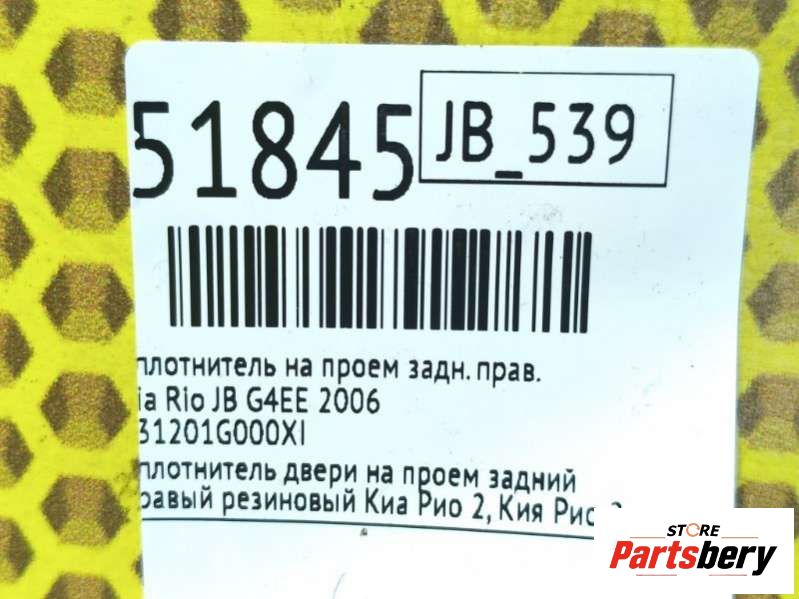 51845
JB_539
плотнитель на проем задн. прав.
ia Rio JB G4EE 2006
31201G000XI
плотнитель двери на проем задний
равый резиновый Киа Рио 2, Кия Рио
STORE
Partsbery